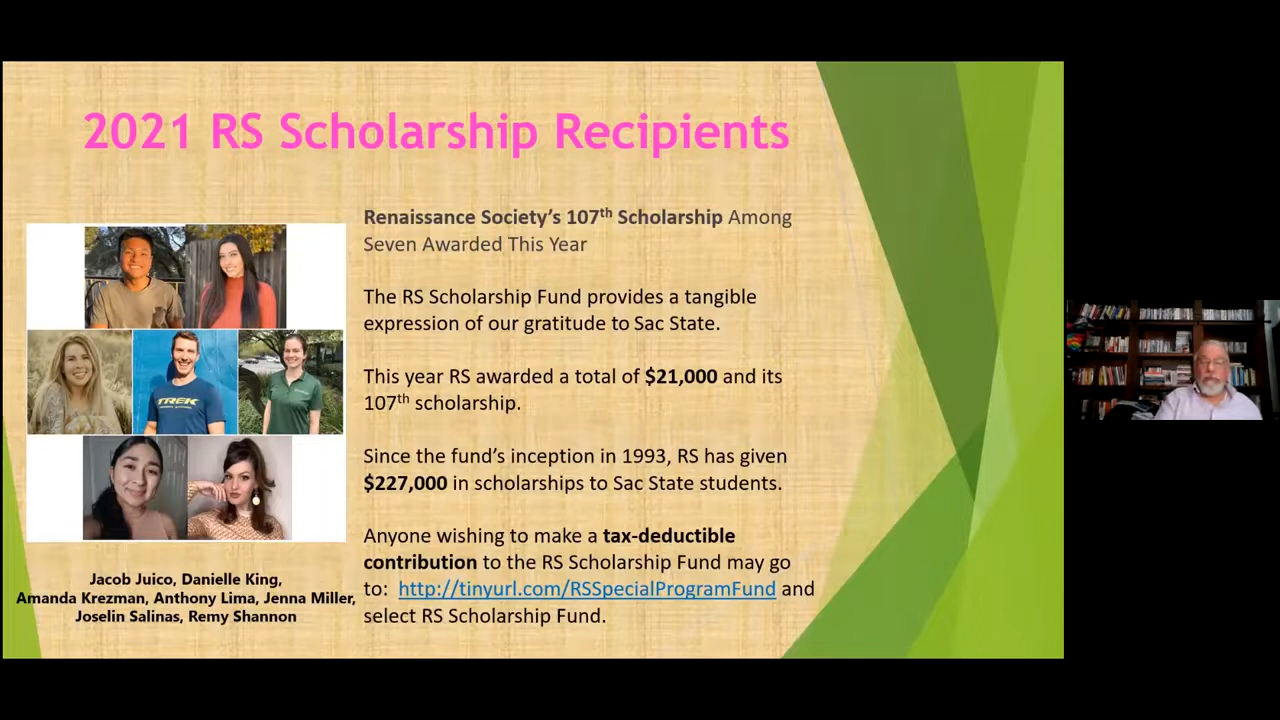 2021 RS Scholarship Recipients
Renaissance Society's 107th Scholarship Among
Seven Awarded This Year
The RS Scholarship Fund provides a tangible
expression of our gratitude to Sac State.
This year RS awarded a total of $21,000 and its
107th scholarship.
Since the fund's inception in 1993, RS has given
$227,000 in scholarships to Sac State students.
Anyone wishing to make a tax-deductible
contribution to the RS Scholarship Fund may go
to: http://tinyurl.com/RSSpecialProgramFund and
select RS Scholarship Fund.
TREK
Jacob Juico, Danielle King,
Amanda Krezman, Anthony Lima, Jenna Miller,
Joselin Salinas, Remy Shannon